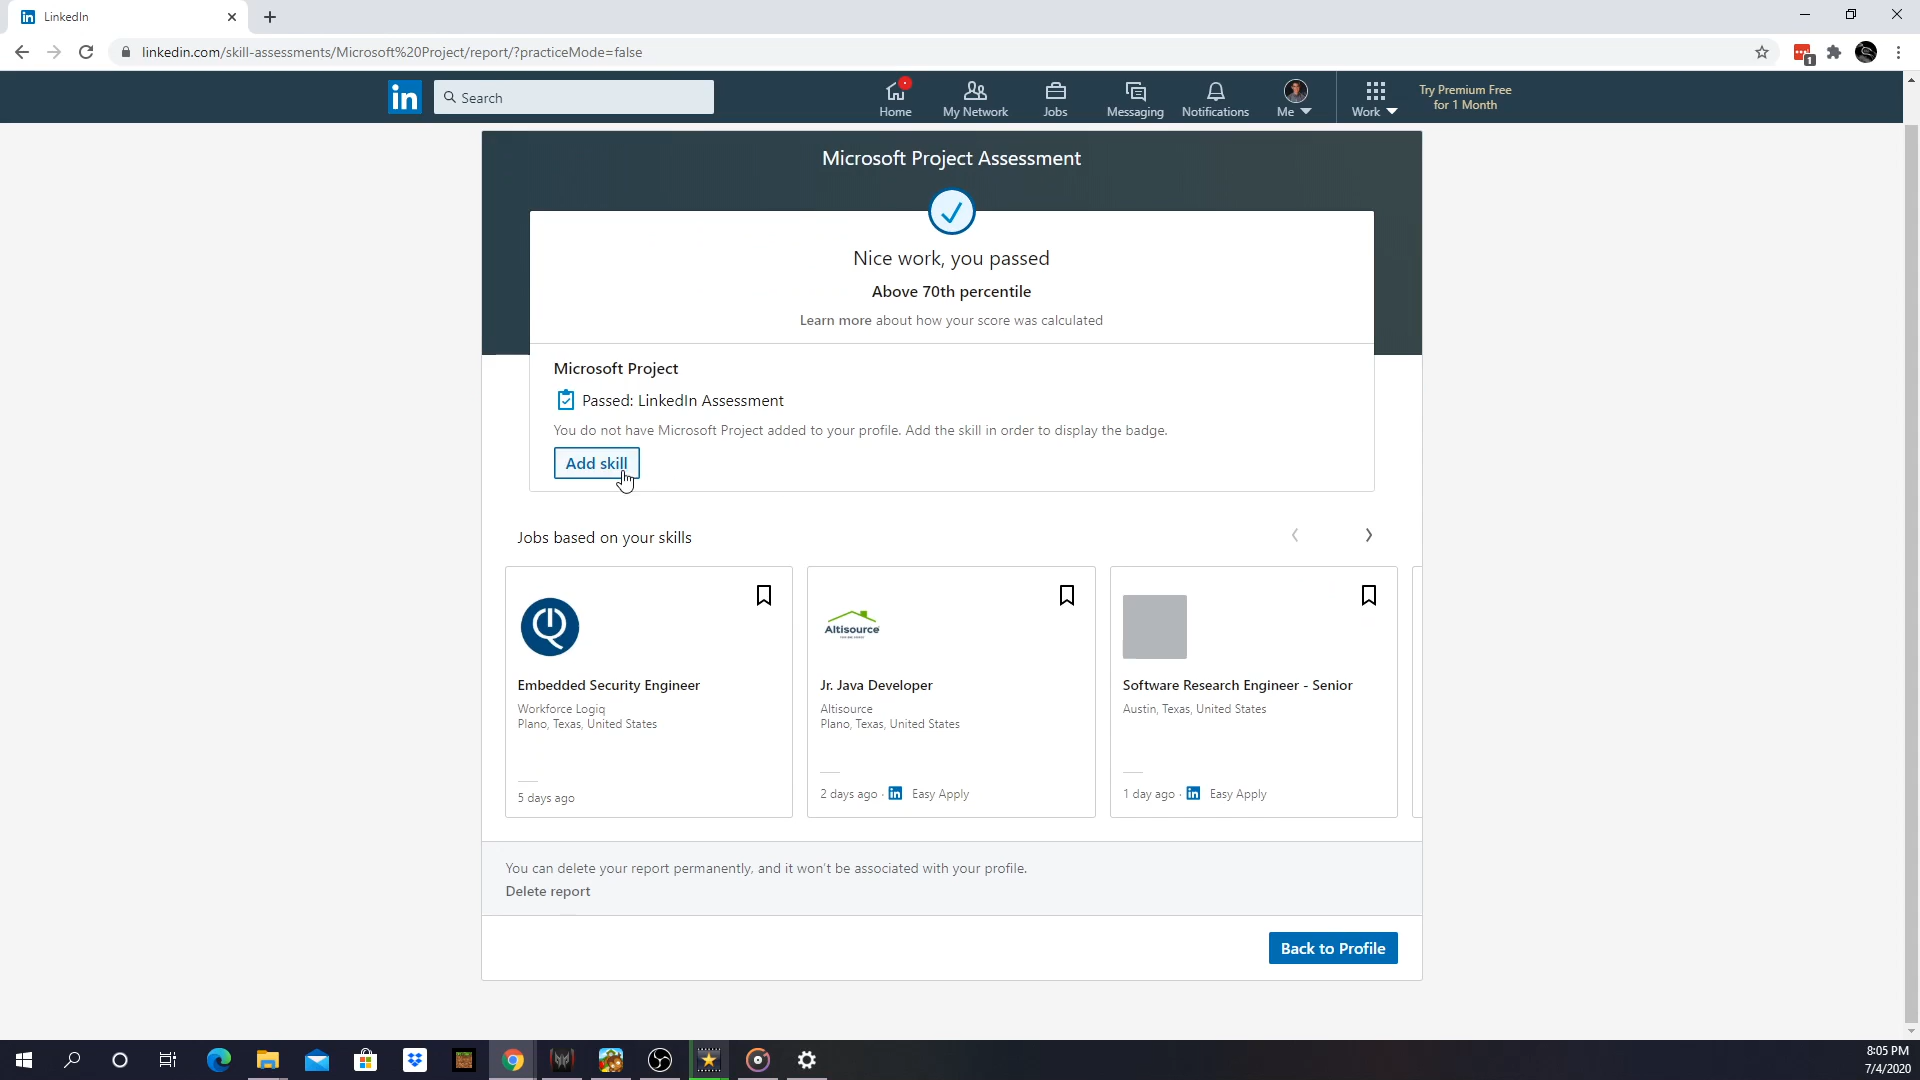 LinkedIn
linkedin.com/skill-assessments/Microsoft%20Project/report/?practiceMode=false
1
in
Search
Home
My Network
Jobs
Messaging
Notifications
Me
Work
Try Premium Free
for 1 Month
Microsoft Project Assessment
Nice work, you passed
Above 70th percentile
Learn more about how your score was calculated
Microsoft Project
Passed: LinkedIn Assessment
You do not have Microsoft Project added to your profile. Add the skill in order to display the badge.
Add skill
Jobs based on your skills
Altisource
Embedded Security Engineer
Workforce Logiq
Plano, Texas, United States
5 days ago
Jr. Java Developer
Altisource
Plano, Texas, United States
2 days ago · in Easy Apply
Software Research Engineer - Senior
Austin, Texas, United States
1 day ago · in Easy Apply
You can delete your report permanently, and it won't be associated with your profile.
Delete report
Back to Profile
8:05 PM
7/4/2020